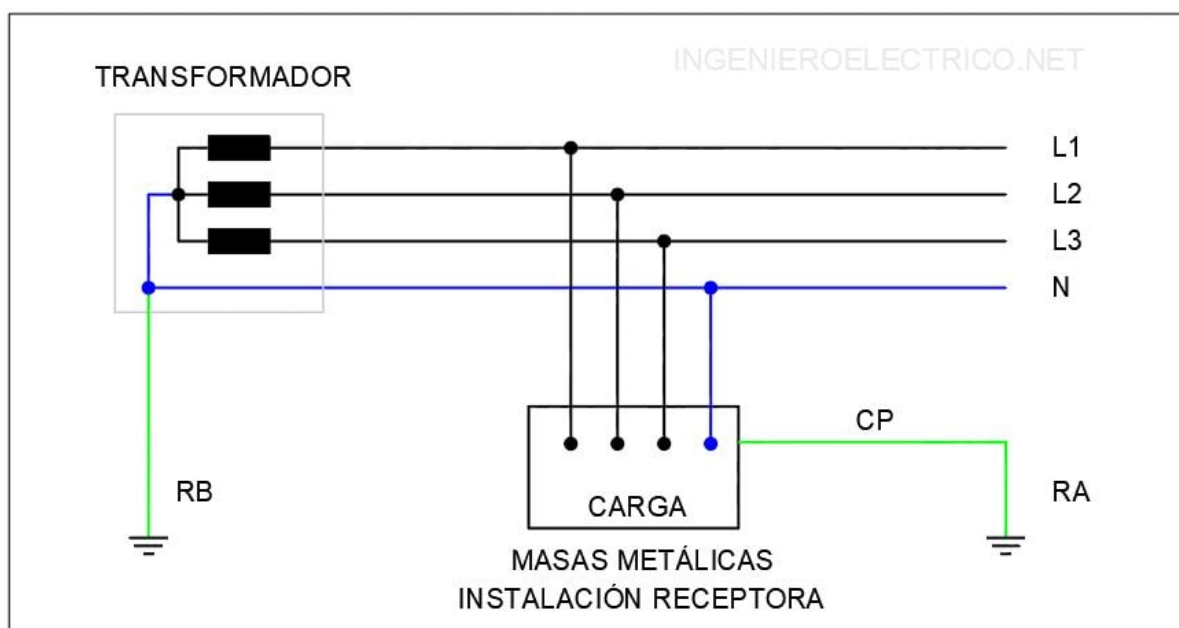 INGENIEROELECTRICO.NET
TRANSFORMADOR
L1
L2
L3
N
CP
RB
CARGA
RA
MASAS METÁLICAS
INSTALACIÓN RECEPTORA